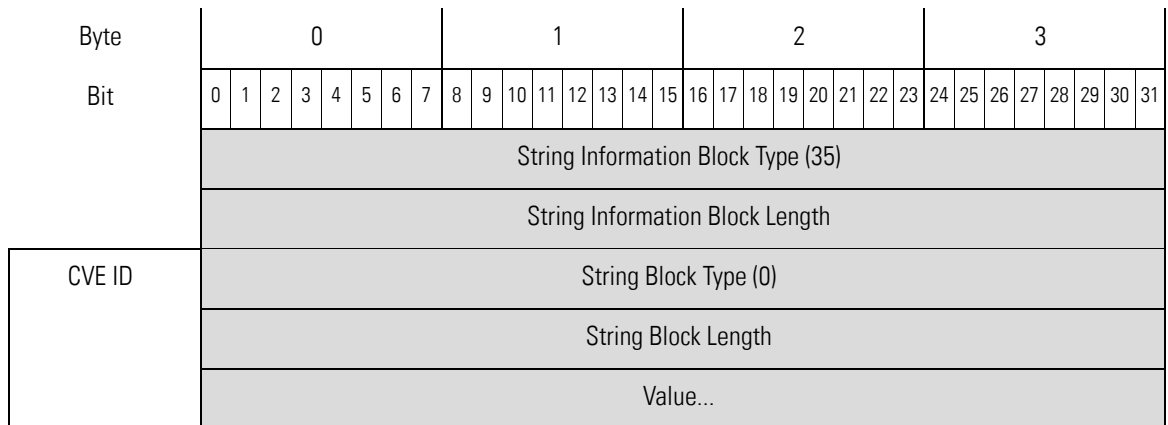 Byte 0 1 2 3
Bit 0 1 2 3 4 5 6 7 8 9 10 11 12 13 14 15 16 17 18 19 20 21 22 23 24 25 26 27 28 29 30 31
String Information Block Type (35)
String Information Block Length
CVE ID String Block Type (0)
String Block Length
Value...